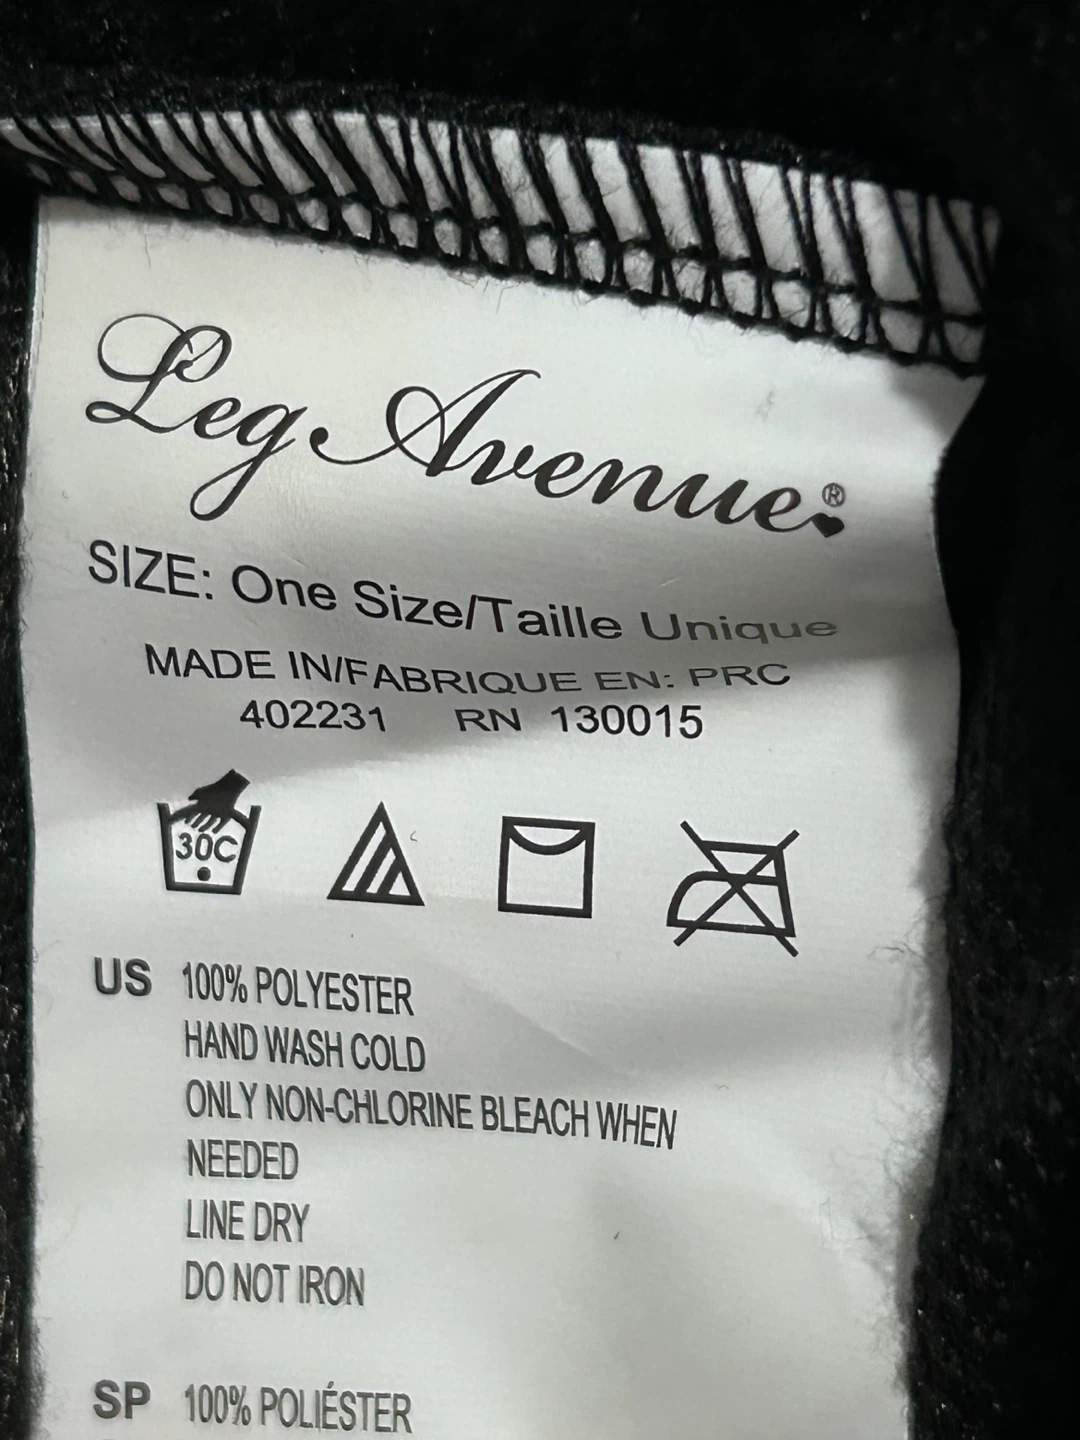 Leg Avenue®
SIZE: One Size/Taille Unique
MADE IN/FABRIQUE EN: PRC
402231 RN 130015
30C
US 100% POLYESTER
HAND WASH COLD
ONLY NON-CHLORINE BLEACH WHEN
NEEDED
LINE DRY
DO NOT IRON
SP 100% POLIÉSTER